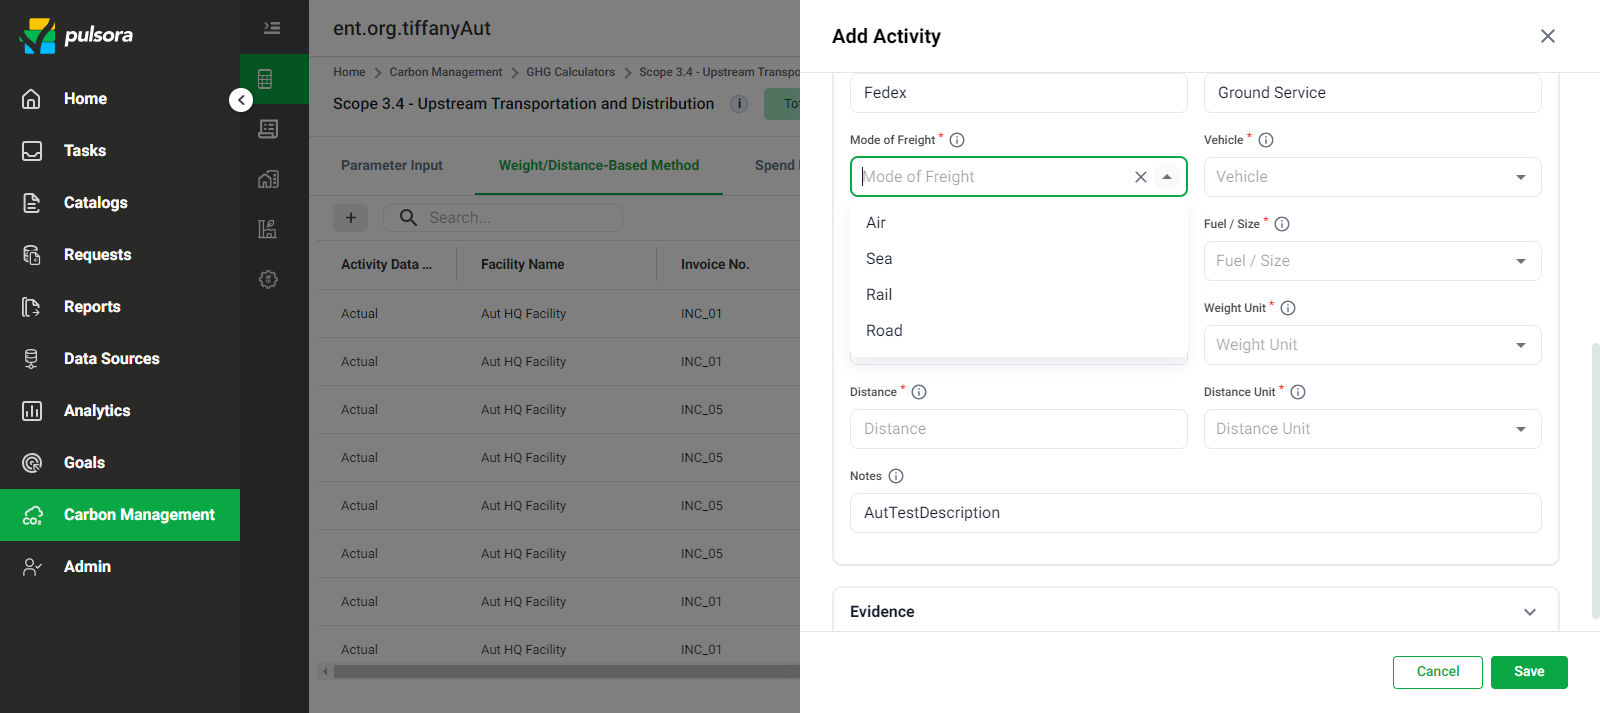 pulsora
Home
Tasks
Catalogs
Requests
Reports
Data Sources
Analytics
Goals
Carbon Management
Admin
ent.org.tiffanyAut
Home > Carbon Management > GHG Calculators > Scope 3.4 - Upstream Transpo
Scope 3.4 - Upstream Transportation and Distribution
Parameter Input Weight/Distance-Based Method Spend
+ Search...
Activity Data ... Facility Name Invoice No.
Actual Aut HQ Facility INC_01
Actual Aut HQ Facility INC_01
Actual Aut HQ Facility INC_05
Actual Aut HQ Facility INC_05
Actual Aut HQ Facility INC_05
Actual Aut HQ Facility INC_05
Actual Aut HQ Facility INC_01
Actual Aut HQ Facility INC_01
Add Activity
Fedex Ground Service
Mode of Freight * Vehicle *
Mode of Freight Vehicle
Air
Sea
Rail
Road
Fuel / Size *
Fuel / Size
Weight Unit *
Weight Unit
Distance * Distance Unit *
Distance Distance Unit
Notes
AutTestDescription
Evidence
Cancel Save